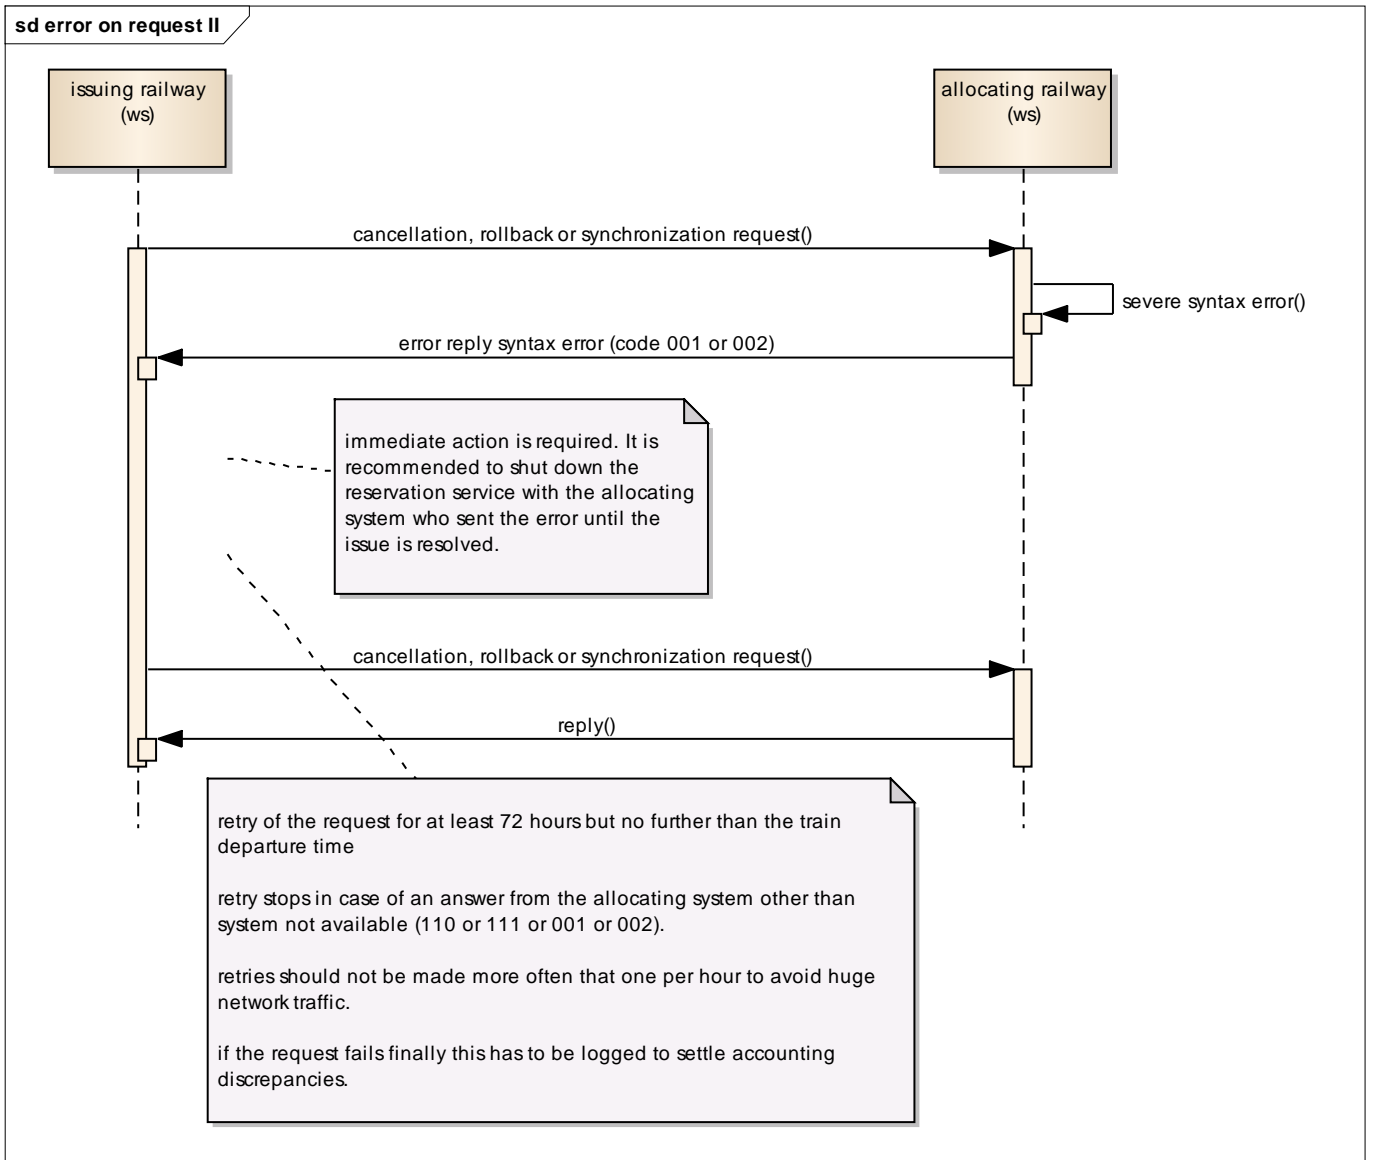 sd error on request II
issuing railway
(ws)
allocating railway
(ws)
cancellation, rollback or synchronization request()
severe syntax error()
error reply syntax error (code 001 or 002)
immediate action is required. It is
recommended to shut down the
reservation service with the allocating
system who sent the error until the
issue is resolved.
cancellation, rollback or synchronization request()
reply()
retry of the request for at least 72 hours but no further than the train
departure time
retry stops in case of an answer from the allocating system other than
system not available (110 or 111 or 001 or 002).
retries should not be made more often that one per hour to avoid huge
network traffic.
if the request fails finally this has to be logged to settle accounting
discrepancies.